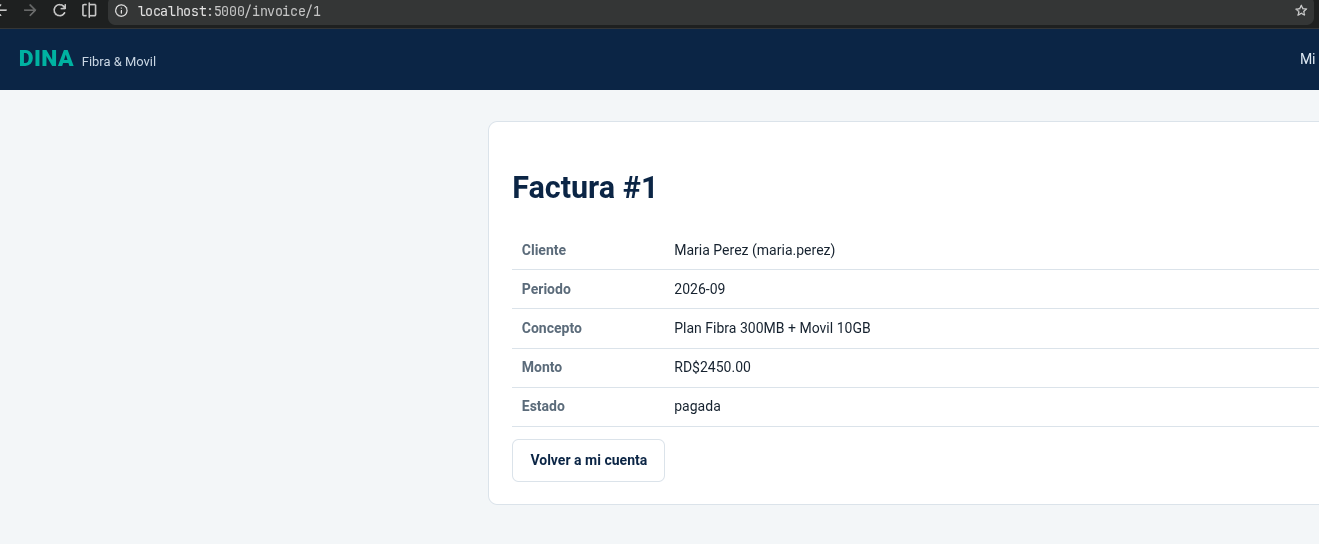 localhost:5000/invoice/1
DINA Fibra & Movil
Mi
Factura #1
Cliente Maria Perez (maria.perez)
Periodo 2026-09
Concepto Plan Fibra 300MB + Movil 10GB
Monto RD$2450.00
Estado pagada
Volver a mi cuenta